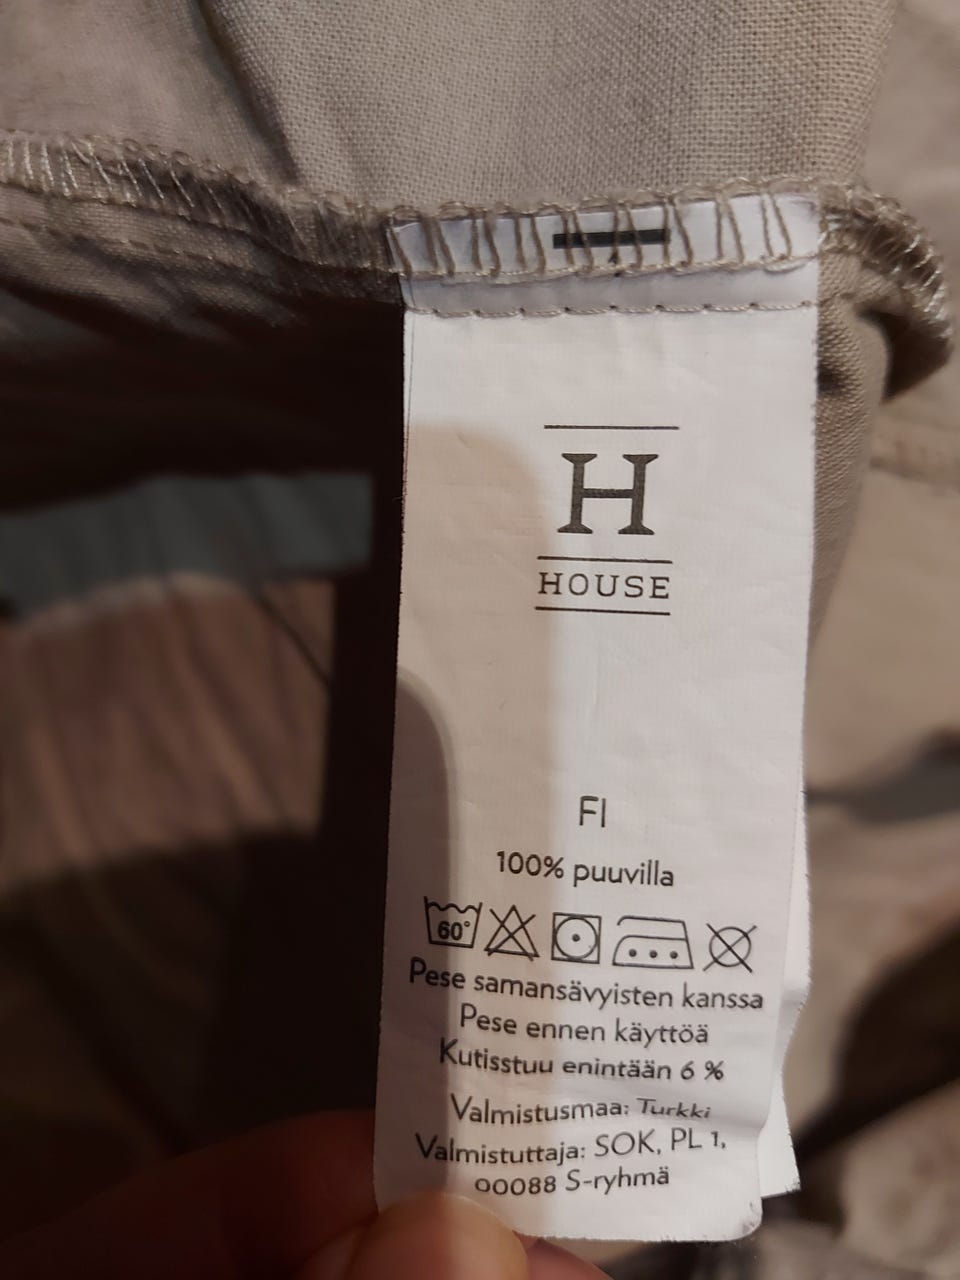 H
HOUSE
FI
100% puuvilla
60°
Pese samansävyisten kanssa
Pese ennen käyttöä
Kutisstuu enintään 6 %
Valmistusmaa: Turkki
Valmistuttaja: SOK, PL 1,
00088 S-ryhmä